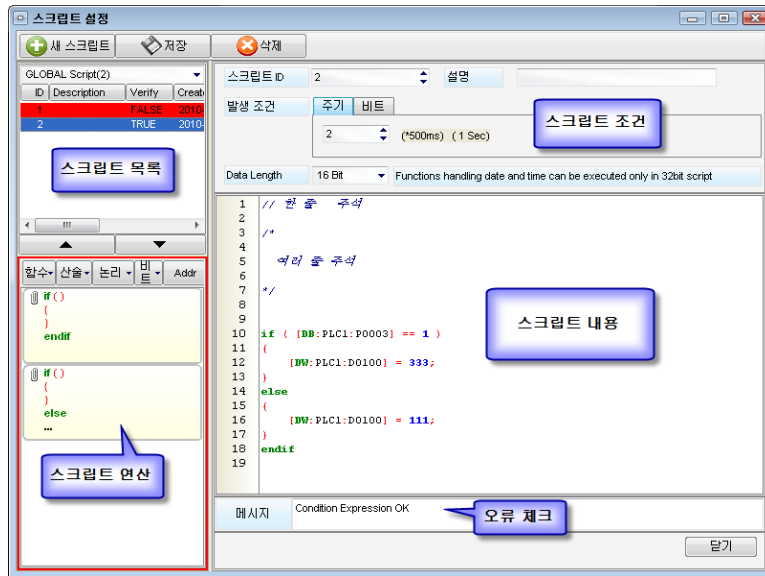 스크립트 설정
새 스크립트 저장 삭제
GLOBAL Script(2)
ID Description Verify Create
1 FALSE 2010-
2 TRUE 2010-
스크립트 목록
함수 산술 논리 비트 Addr
if ()
{
}
endif
if ()
{
}
else
...
스크립트 연산
스크립트 ID 2 설명
발생 조건 주기 비트
2 (*500ms) ( 1 Sec)
스크립트 조건
Data Length 16 Bit Functions handling date and time can be executed only in 32bit script
1 // 한 줄 주석
2
3 /*
4
5 여러 줄 주석
6
7 */
8
9
10 if ( [DB:PLC1:P0003] == 1 )
11 {
12 [DW:PLC1:D0100] = 333;
13 }
14 else
15 {
16 [DW:PLC1:D0100] = 111;
17 }
18 endif
19
스크립트 내용
메시지 Condition Expression OK
오류 체크
닫기